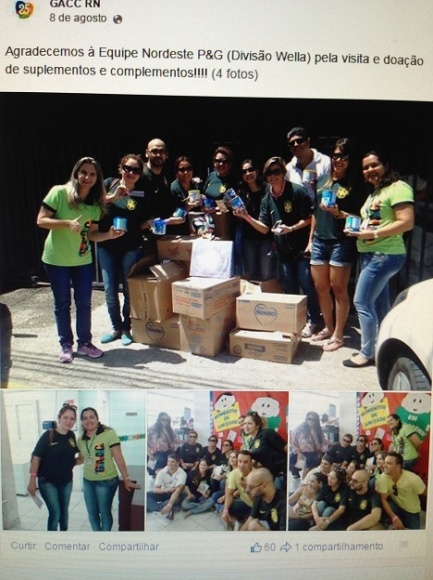 GACC RN
8 de agosto
Agradecemos à Equipe Nordeste P&G (Divisão Wella) pela visita e doação
de suplementos e complementos!!!! (4 fotos)
Curtir Comentar Compartilhar 60 1 compartilhamento